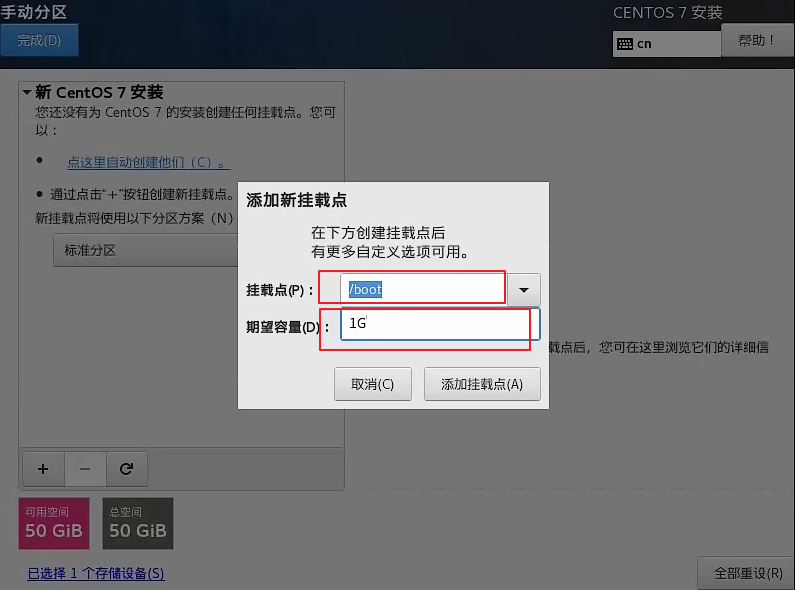 手动分区
CENTOS 7 安装
完成(D)
cn
帮助！
新 CentOS 7 安装
您还没有为 CentOS 7 的安装创建任何挂载点。您可
以：
点这里自动创建他们（C）。
通过点击“+”按钮创建新挂载点。
新挂载点将使用以下分区方案（N）
标准分区
添加新挂载点
在下方创建挂载点后
有更多自定义选项可用。
挂载点(P)：
/boot
期望容量(D)：
1G
取消(C)
添加挂载点(A)
载点后，您可在这里浏览它们的详细信
+ −
可用空间
50 GiB
总空间
50 GiB
已选择 1 个存储设备(S)
全部重设(R)